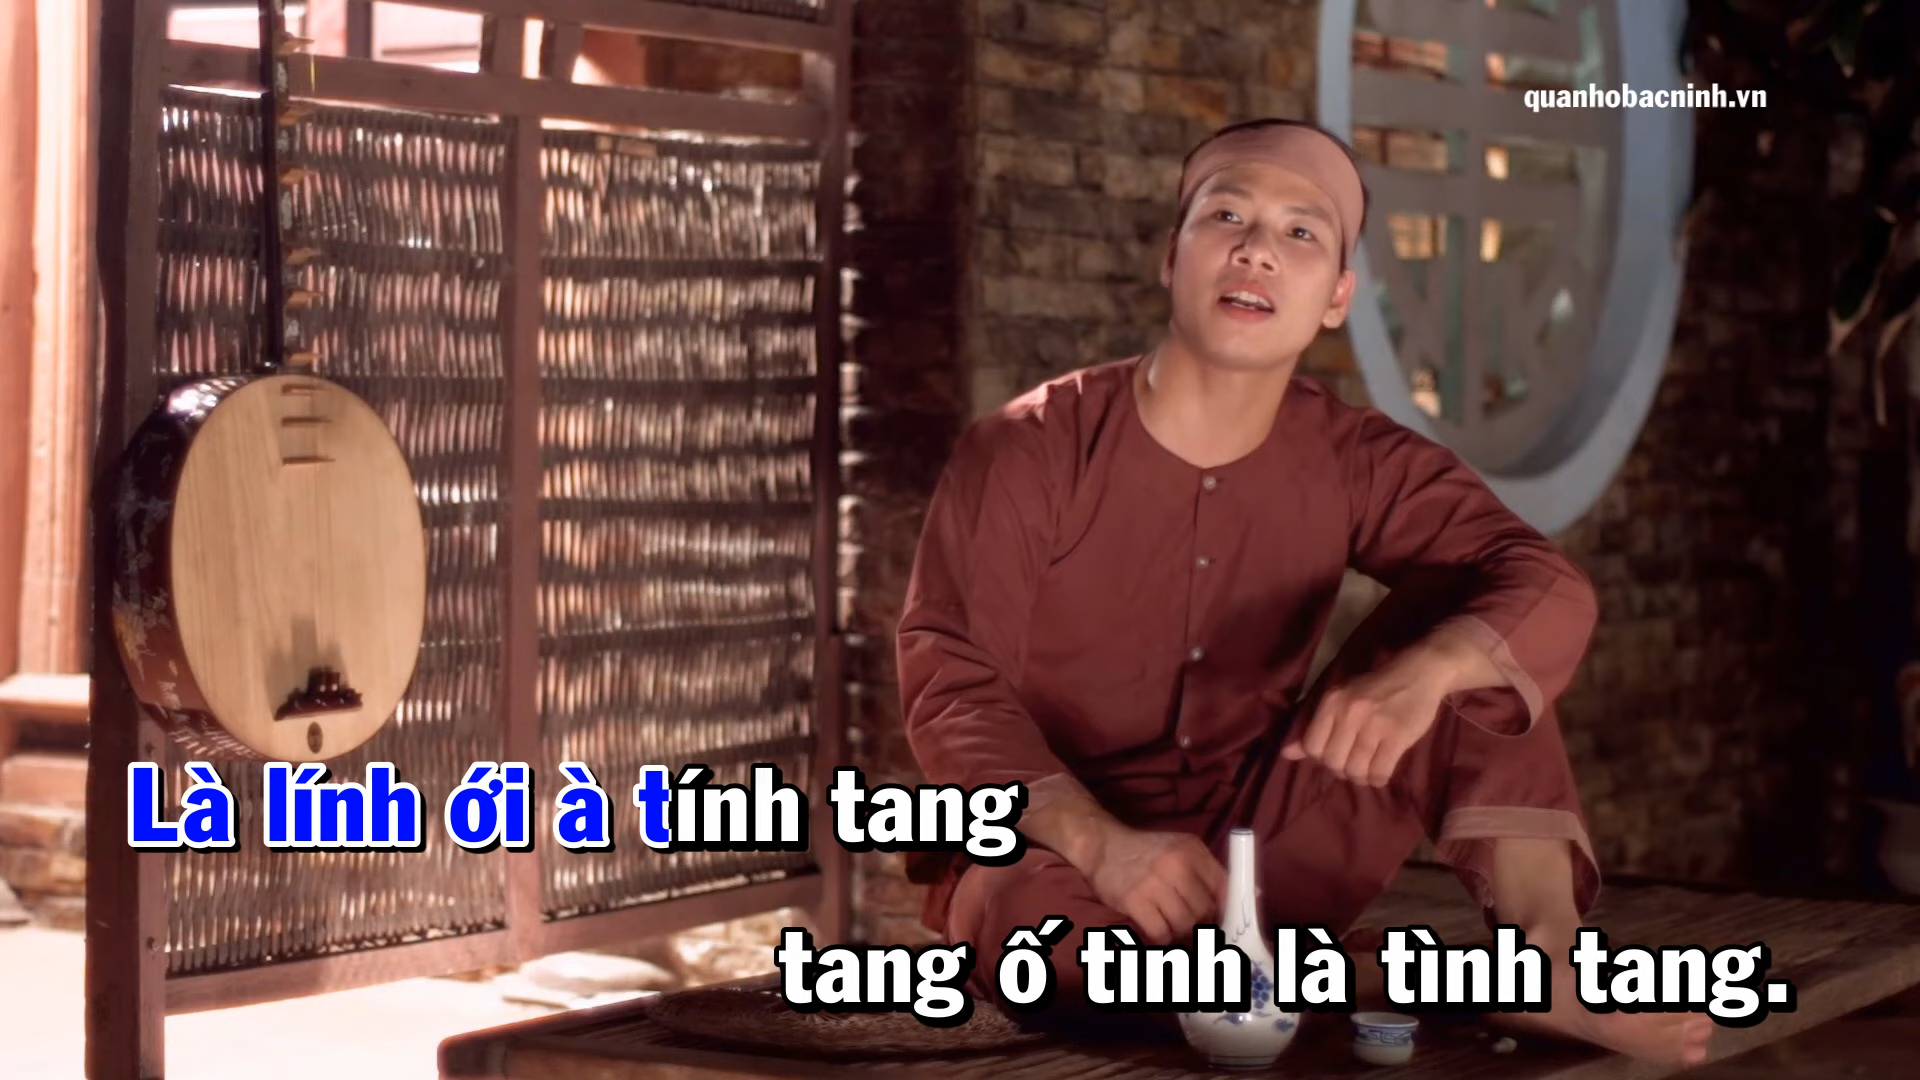 quanhobacninh.vn
Là lính ới à tính tang
tang ố tình là tình tang.